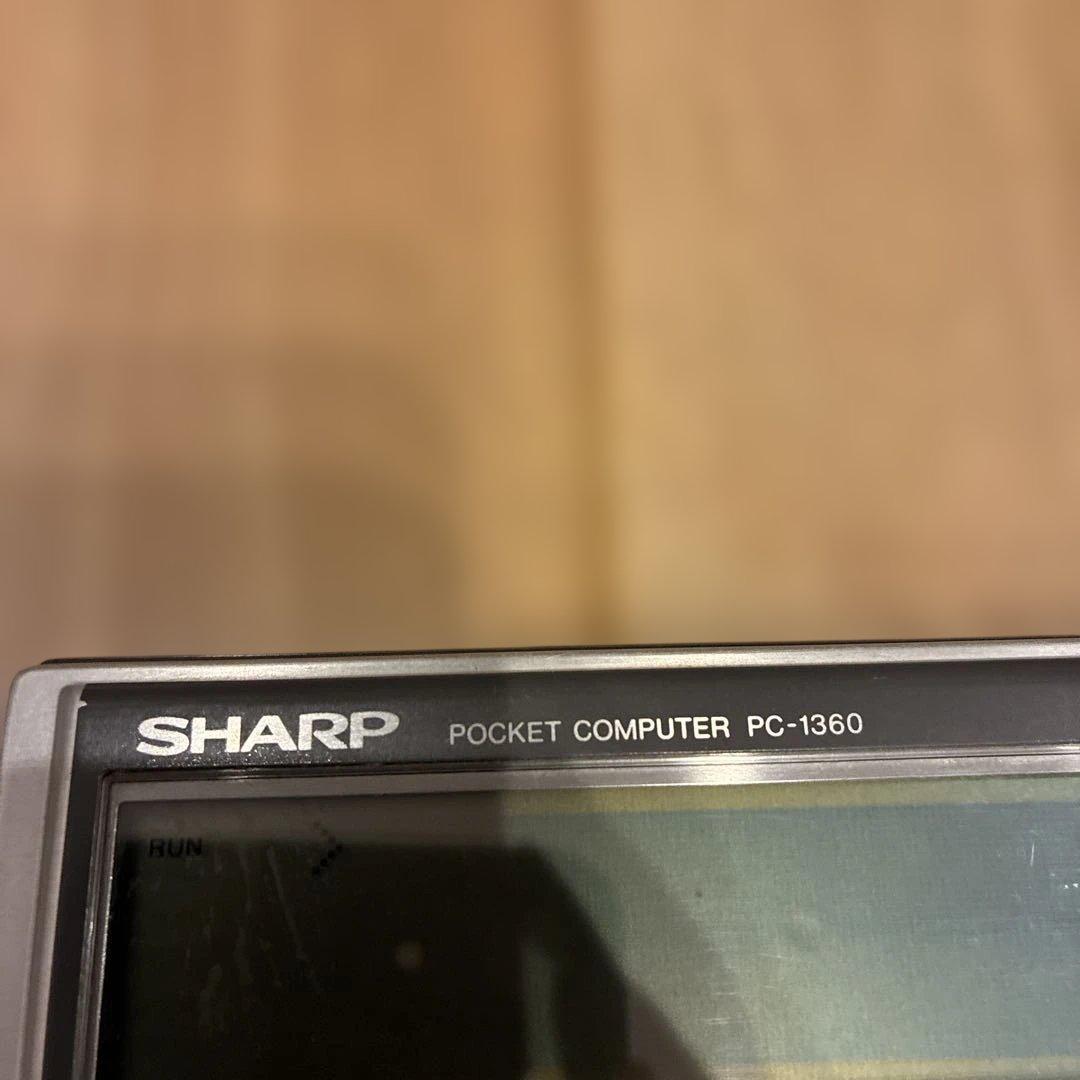 SHARP POCKET COMPUTER PC-1360
RUN >